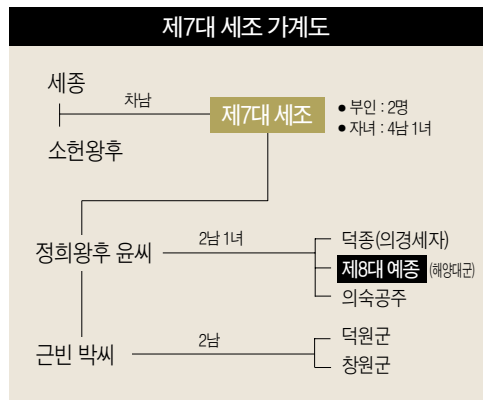 제7대 세조 가계도
세종
차남
제7대 세조
● 부인 : 2명
● 자녀 : 4남 1녀
소헌왕후
정희왕후 윤씨
2남 1녀
덕종(의경세자)
제8대 예종 (해양대군)
의숙공주
근빈 박씨
2남
덕원군
창원군